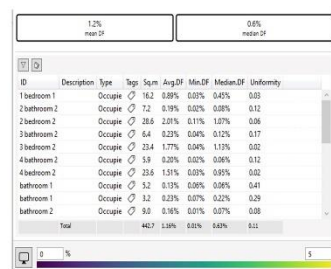 1.2%
mean DF
0.6%
median DF
ID Description Type Tags Sq.m Avg.DF Min.DF Median.DF Uniformity
1 bedroom 1 Occupie 16.2 0.89% 0.03% 0.45% 0.03
2 bathroom 2 Occupie 7.2 0.19% 0.02% 0.08% 0.12
2 bedroom 2 Occupie 28.6 2.01% 0.11% 1.07% 0.06
3 bathroom 2 Occupie 6.4 0.23% 0.04% 0.12% 0.17
3 bedroom 2 Occupie 23.4 1.77% 0.04% 1.13% 0.02
4 bathroom 2 Occupie 5.9 0.20% 0.02% 0.06% 0.12
4 bedroom 2 Occupie 23.6 1.51% 0.03% 0.95% 0.02
bathroom 1 Occupie 5.2 0.13% 0.06% 0.06% 0.41
bathroom 1 Occupie 3.2 0.23% 0.07% 0.22% 0.29
bathroom 2 Occupie 9.0 0.16% 0.01% 0.07% 0.08
Total 442.7 1.16% 0.01% 0.63% 0.11
0 % 5